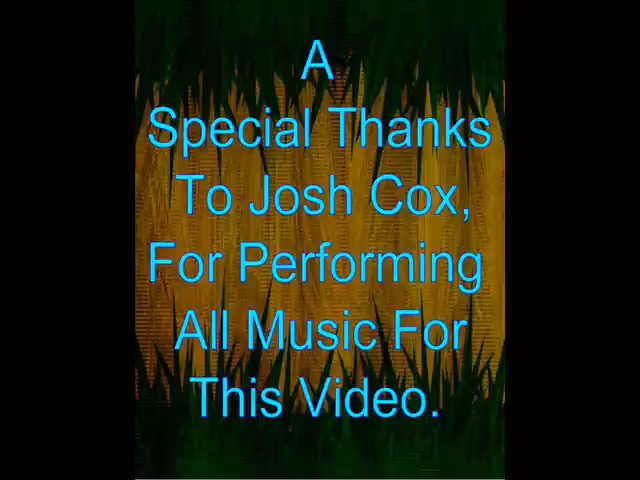 A
Special Thanks
To Josh Cox,
For Performing
All Music For
This Video.